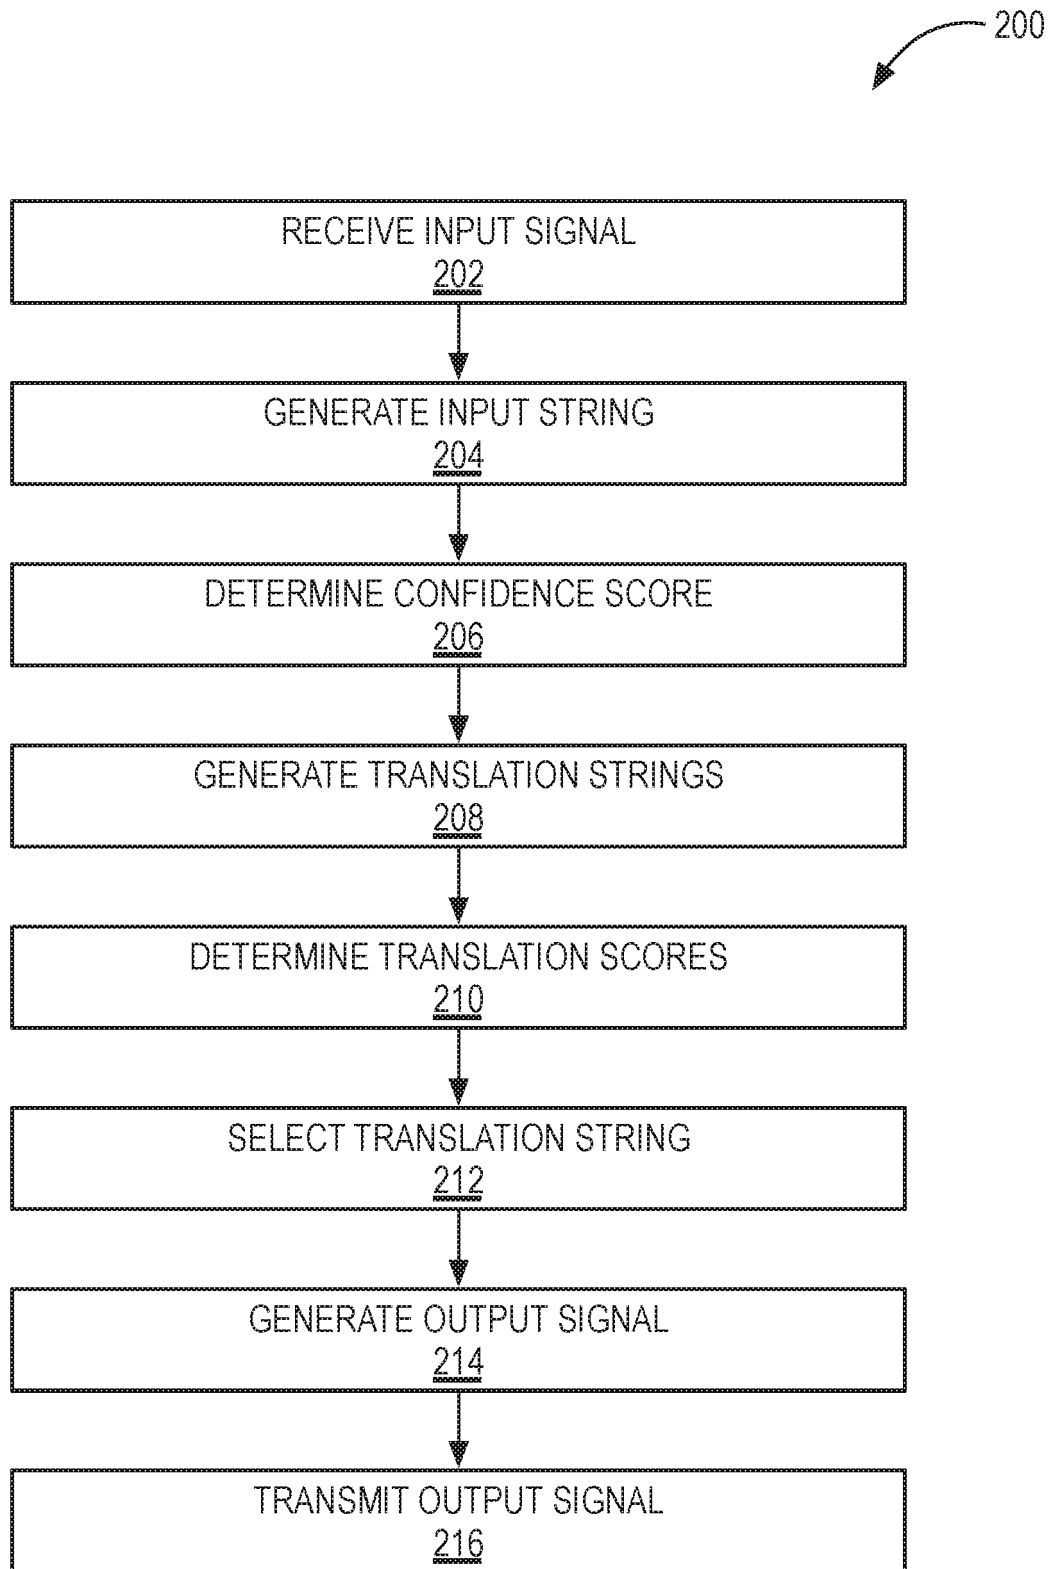 200
RECEIVE INPUT SIGNAL
202
GENERATE INPUT STRING
204
DETERMINE CONFIDENCE SCORE
206
GENERATE TRANSLATION STRINGS
208
DETERMINE TRANSLATION SCORES
210
SELECT TRANSLATION STRING
212
GENERATE OUTPUT SIGNAL
214
TRANSMIT OUTPUT SIGNAL
216